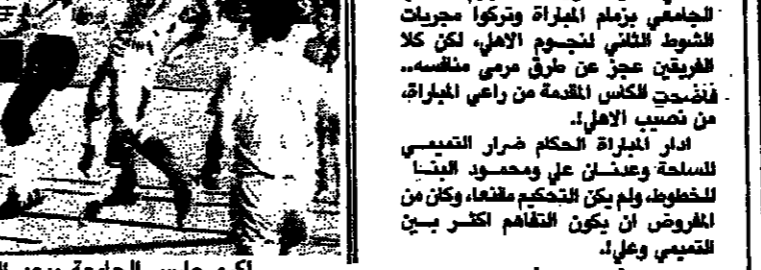 الجامعي بزمام المباراة وتركوا مجريات
الشوط الثاني لنجوم الاهلي، لكن كلا
الفريقين عجز عن طرق مرمى منافسه..
فاضحت الكاس المقدمة من راعي المباراة،
من نصيب الاهلي!.
ادار المباراة الحكام ضرار التميمي
للساحة وعدنان علي ومحمود البنا
للخطوط، ولم يكن التحكيم مقنعا، وكان من
المفروض ان يكون التفاهم اكثر بين
التميمي وعلي!.